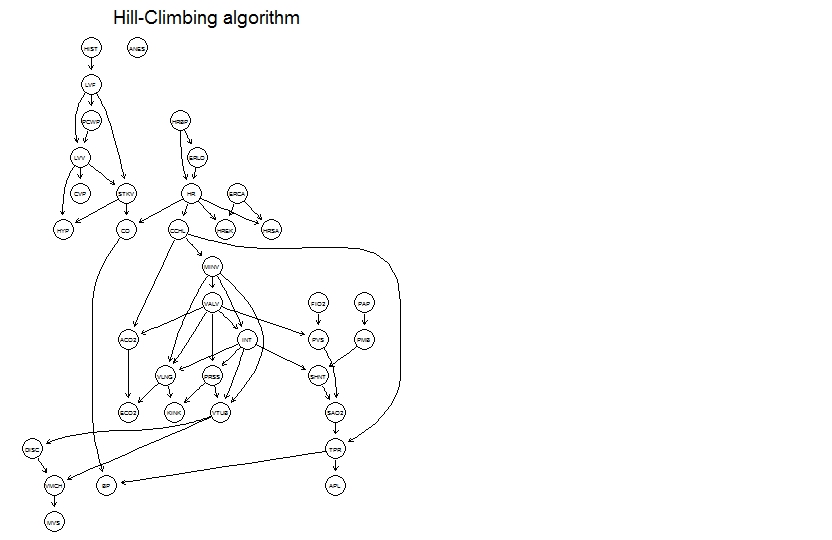 Hill-Climbing algorithm
HIST
ANES
LVF
PCWP
HRBP
LVV
ERLO
CVP
STKV
HR
ERCA
HYP
CO
CCHL
HREK
HRSA
MINV
VALV
FIO2
PAP
ACO2
INT
PVS
PMB
VLNG
PRSS
SHNT
ECO2
KINK
VTUB
SAO2
DISC
TPR
VMCH
BP
APL
MVS